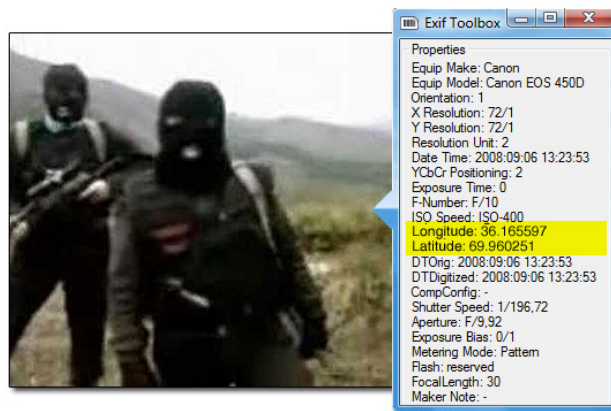 Exif Toolbox
Properties
Equip Make: Canon
Equip Model: Canon EOS 450D
Orientation: 1
X Resolution: 72/1
Y Resolution: 72/1
Resolution Unit: 2
Date Time: 2008:09:06 13:23:53
YCbCr Positioning: 2
Exposure Time: 0
F-Number: F/10
ISO Speed: ISO-400
Longitude: 36.165597
Latitude: 69.960251
DTOrig: 2008:09:06 13:23:53
DTDigitized: 2008:09:06 13:23:53
CompConfig: -
Shutter Speed: 1/196,72
Aperture: F/9,92
Exposure Bias: 0/1
Metering Mode: Pattern
Flash: reserved
FocalLength: 30
Maker Note: -